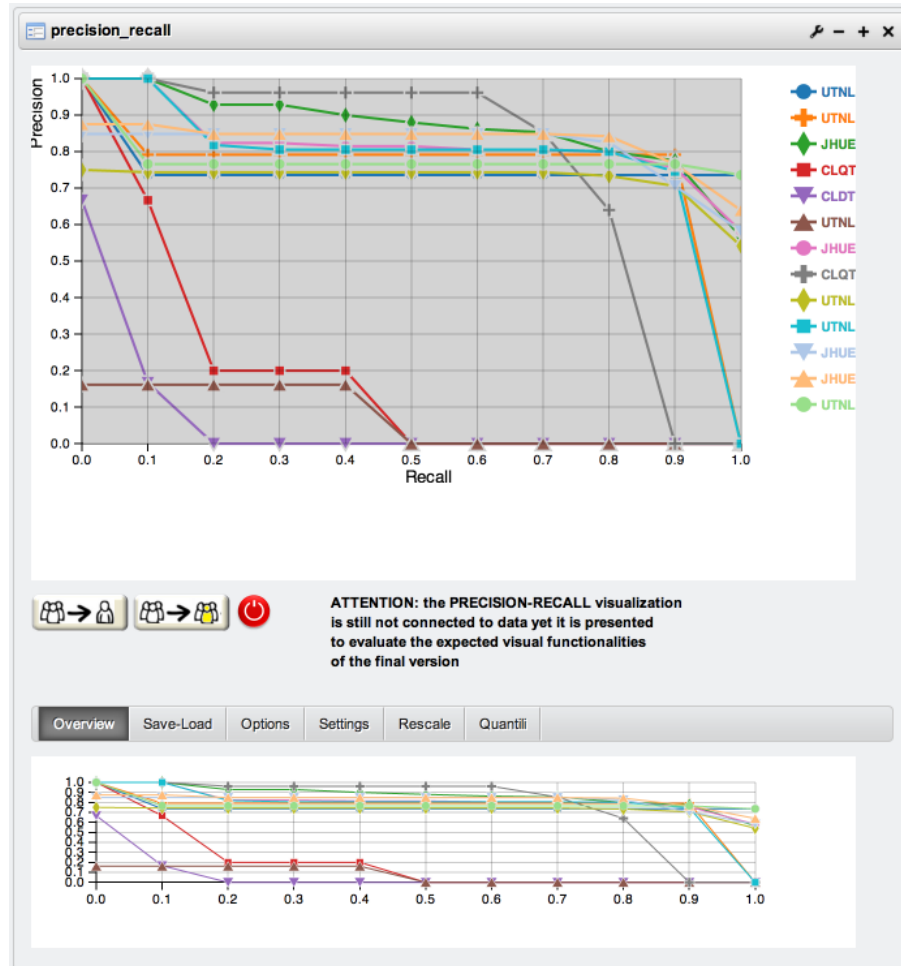 precision_recall
Precision
1.0
0.9
0.8
0.7
0.6
0.5
0.4
0.3
0.2
0.1
0.0
0.0 0.1 0.2 0.3 0.4 0.5 0.6 0.7 0.8 0.9 1.0
Recall
UTNL
UTNL
JHUE
CLQT
CLDT
UTNL
JHUE
CLQT
UTNL
UTNL
JHUE
JHUE
UTNL
ATTENTION: the PRECISION-RECALL visualization
is still not connected to data yet it is presented
to evaluate the expected visual functionalities
of the final version
Overview Save-Load Options Settings Rescale Quantili
1.0
0.9
0.8
0.7
0.6
0.5
0.4
0.3
0.2
0.1
0.0
0.0 0.1 0.2 0.3 0.4 0.5 0.6 0.7 0.8 0.9 1.0